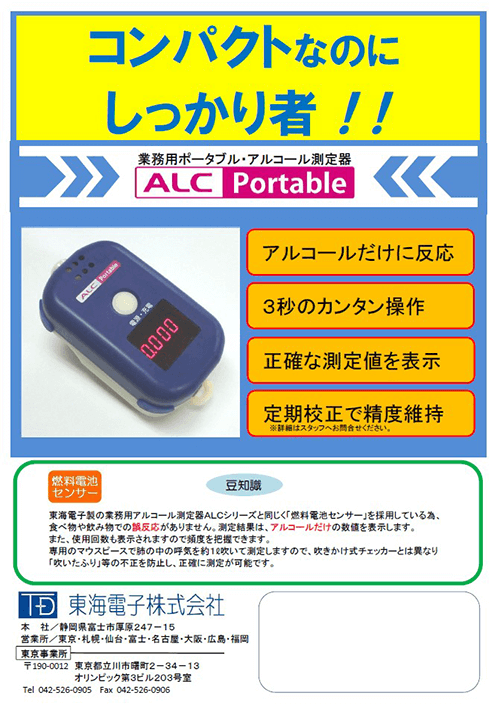 コンパクトなのに
しっかり者！！
業務用ポータブル・アルコール測定器
ALC Portable
アルコールだけに反応
3秒のカンタン操作
正確な測定値を表示
定期校正で精度維持
※詳細はスタッフへお問合せください。
ALC Portable
電源・充電
0.000
燃料電池
センサー
豆知識
東海電子製の業務用アルコール測定器ALCシリーズと同じく「燃料電池センサー」を採用している為、
食べ物や飲み物での誤反応がありません。測定結果は、アルコールだけの数値を表示します。
また、使用回数も表示されますので頻度を把握できます。
専用のマウスピースで肺の中の呼気を約1ℓ吹いて測定しますので、吹きかけ式チェッカーとは異なり
「吹いたふり」等の不正を防止し、正確に測定が可能です。
TD 東海電子株式会社
本　社／静岡県富士市厚原247－15
営業所／東京・札幌・仙台・富士・名古屋・大阪・広島・福岡
東京事業所
〒190-0012 東京都立川市曙町2－34－13
オリンピック第3ビル203号室
Tel 042-526-0905 Fax 042-526-0906